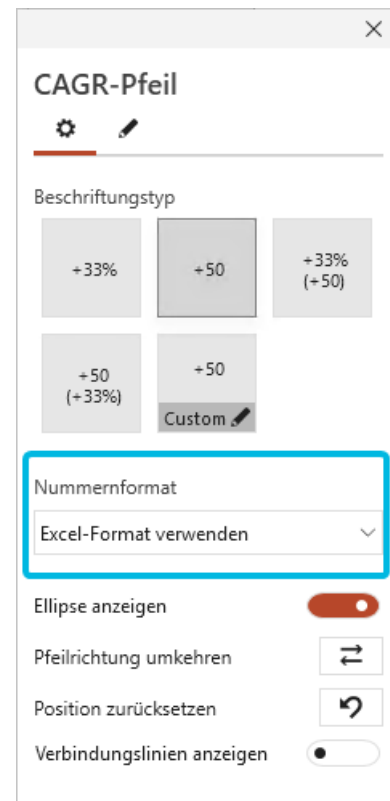 CAGR-Pfeil
Beschriftungstyp
+33%
+50
+33%
(+50)
+50
(+33%)
+50
Custom
Nummernformat
Excel-Format verwenden
Ellipse anzeigen
Pfeilrichtung umkehren
Position zurücksetzen
Verbindungslinien anzeigen